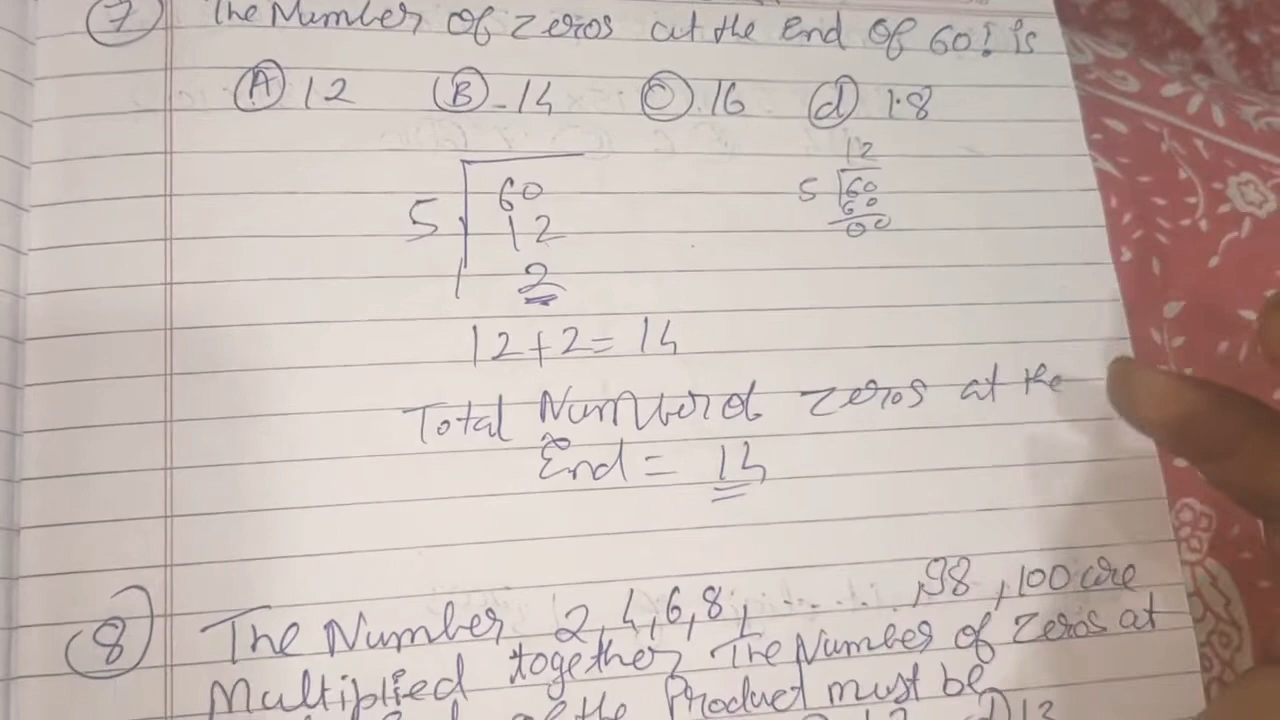 7 The Number Of Zeros at the End Of 60! is
A 12 B 14 C 16 d 18
12
5 60 5 60
12 60
2 00
12+2= 14
Total Number of Zeros at the
End = 14
8 The Number 2,4,6,8, ........ ,98 ,100 are
Multiplied together, The Number of Zeros at
the Product must be
12